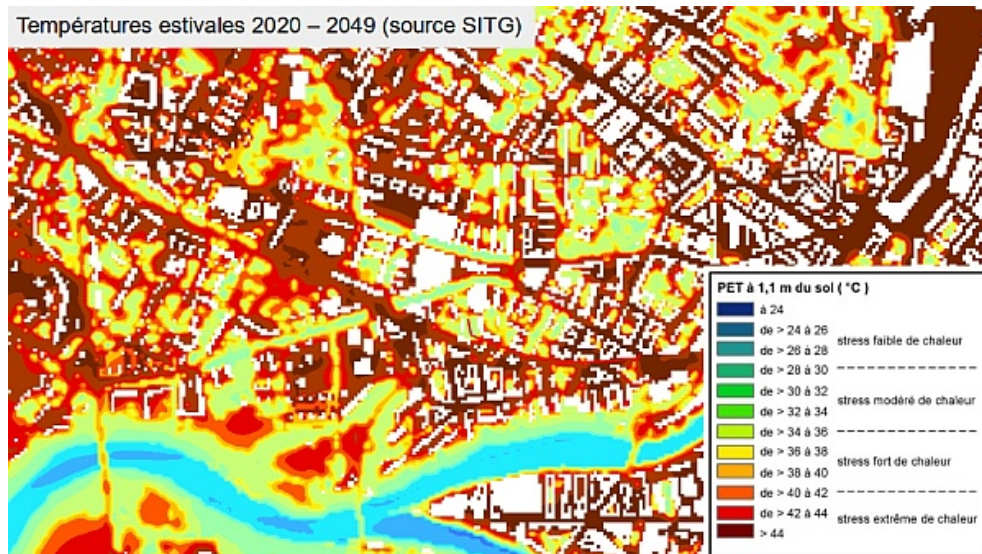 Températures estivales 2020 – 2049 (source SITG)
PET à 1,1 m du sol ( °C )
à 24
de > 24 à 26
stress faible de chaleur
de > 26 à 28
de > 28 à 30
de > 30 à 32
stress modéré de chaleur
de > 32 à 34
de > 34 à 36
de > 36 à 38
stress fort de chaleur
de > 38 à 40
de > 40 à 42
de > 42 à 44
stress extrême de chaleur
> 44